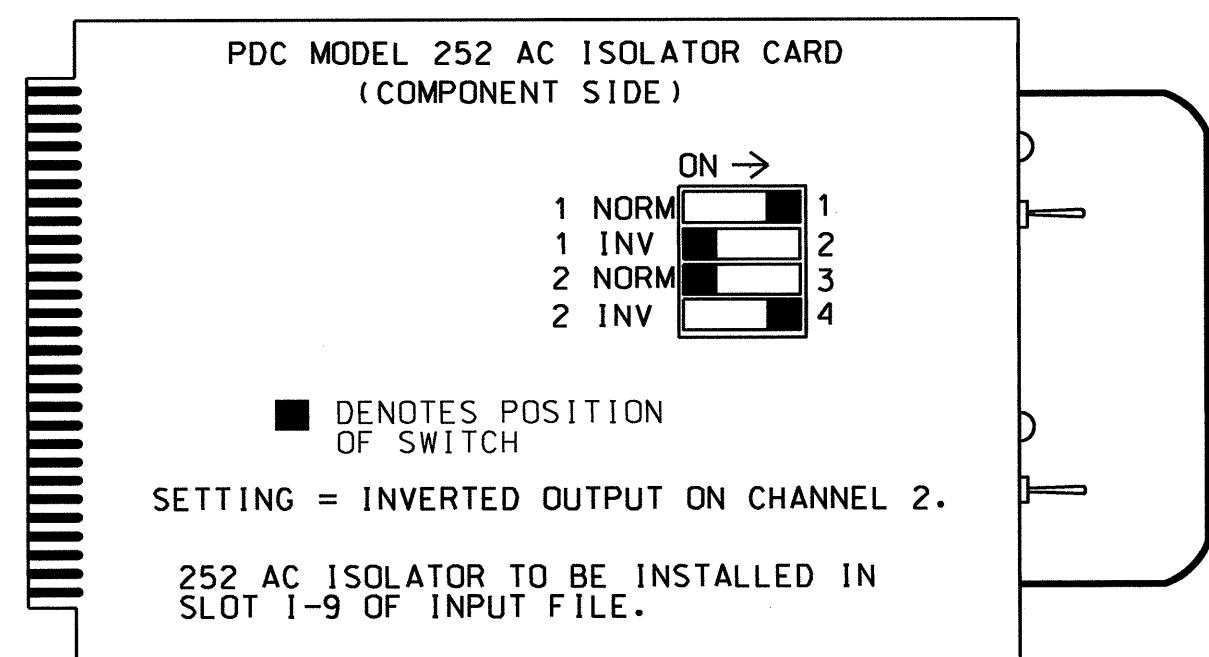 PDC MODEL 252 AC ISOLATOR CARD
(COMPONENT SIDE)
ON →
1 NORM 1
1 INV 2
2 NORM 3
2 INV 4
DENOTES POSITION
OF SWITCH
SETTING = INVERTED OUTPUT ON CHANNEL 2.
252 AC ISOLATOR TO BE INSTALLED IN
SLOT I-9 OF INPUT FILE.